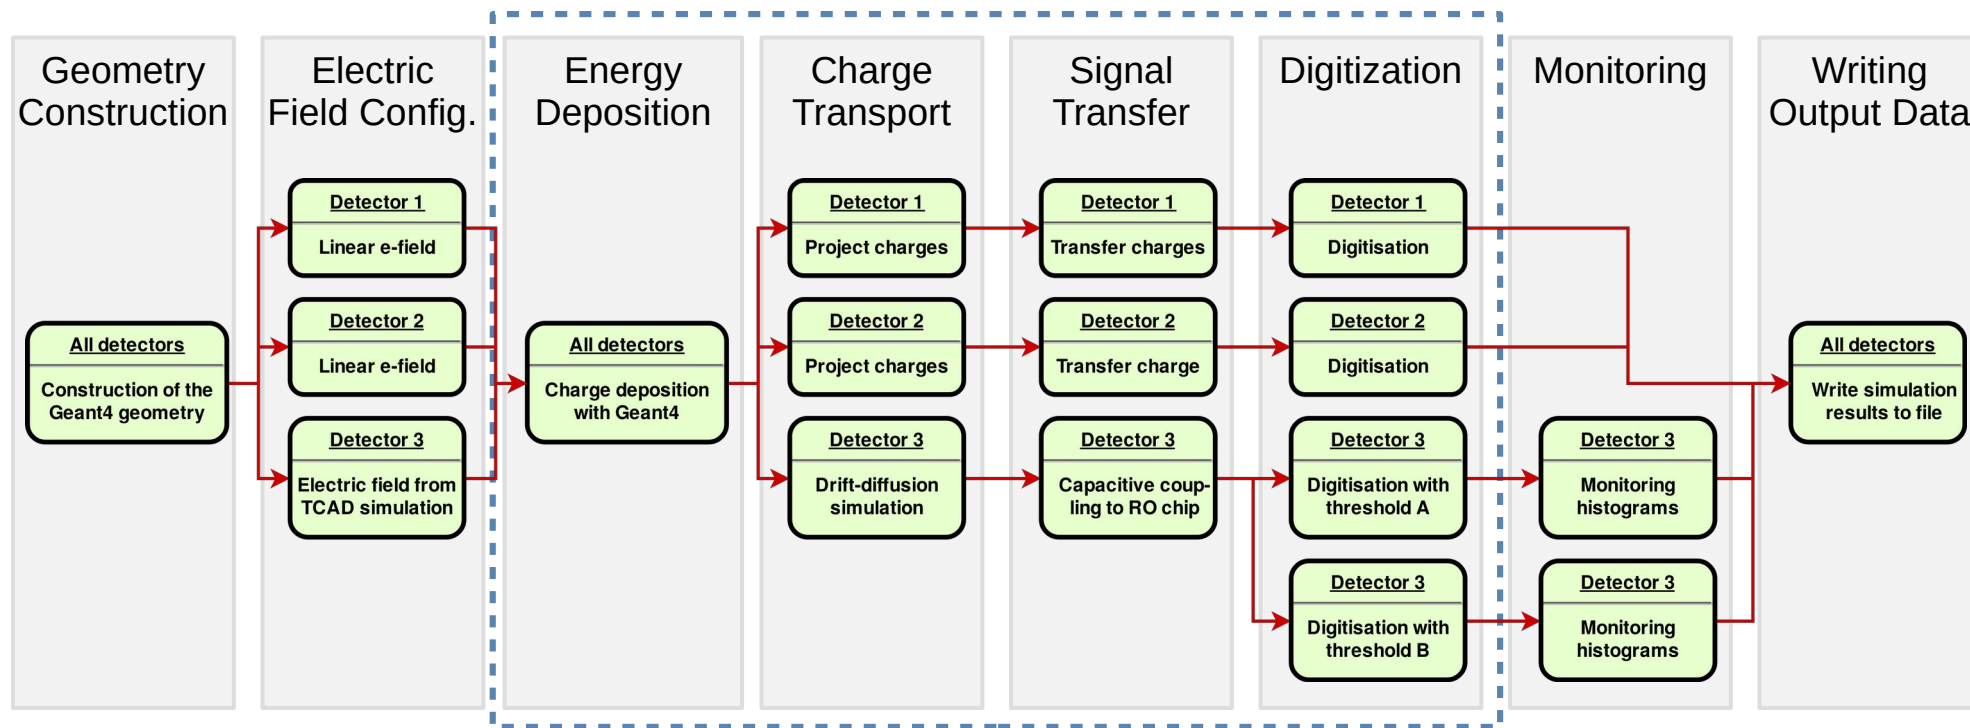 Geometry
Construction
Electric
Field Config.
Energy
Deposition
Charge
Transport
Signal
Transfer
Digitization
Monitoring
Writing
Output Data
All detectors
Construction of the
Geant4 geometry
Detector 1
Linear e-field
Detector 2
Linear e-field
Detector 3
Electric field from
TCAD simulation
All detectors
Charge deposition
with Geant4
Detector 1
Project charges
Detector 2
Project charges
Detector 3
Drift-diffusion
simulation
Detector 1
Transfer charges
Detector 2
Transfer charge
Detector 3
Capacitive coup-
ling to RO chip
Detector 1
Digitisation
Detector 2
Digitisation
Detector 3
Digitisation with
threshold A
Detector 3
Digitisation with
threshold B
Detector 3
Monitoring
histograms
Detector 3
Monitoring
histograms
All detectors
Write simulation
results to file